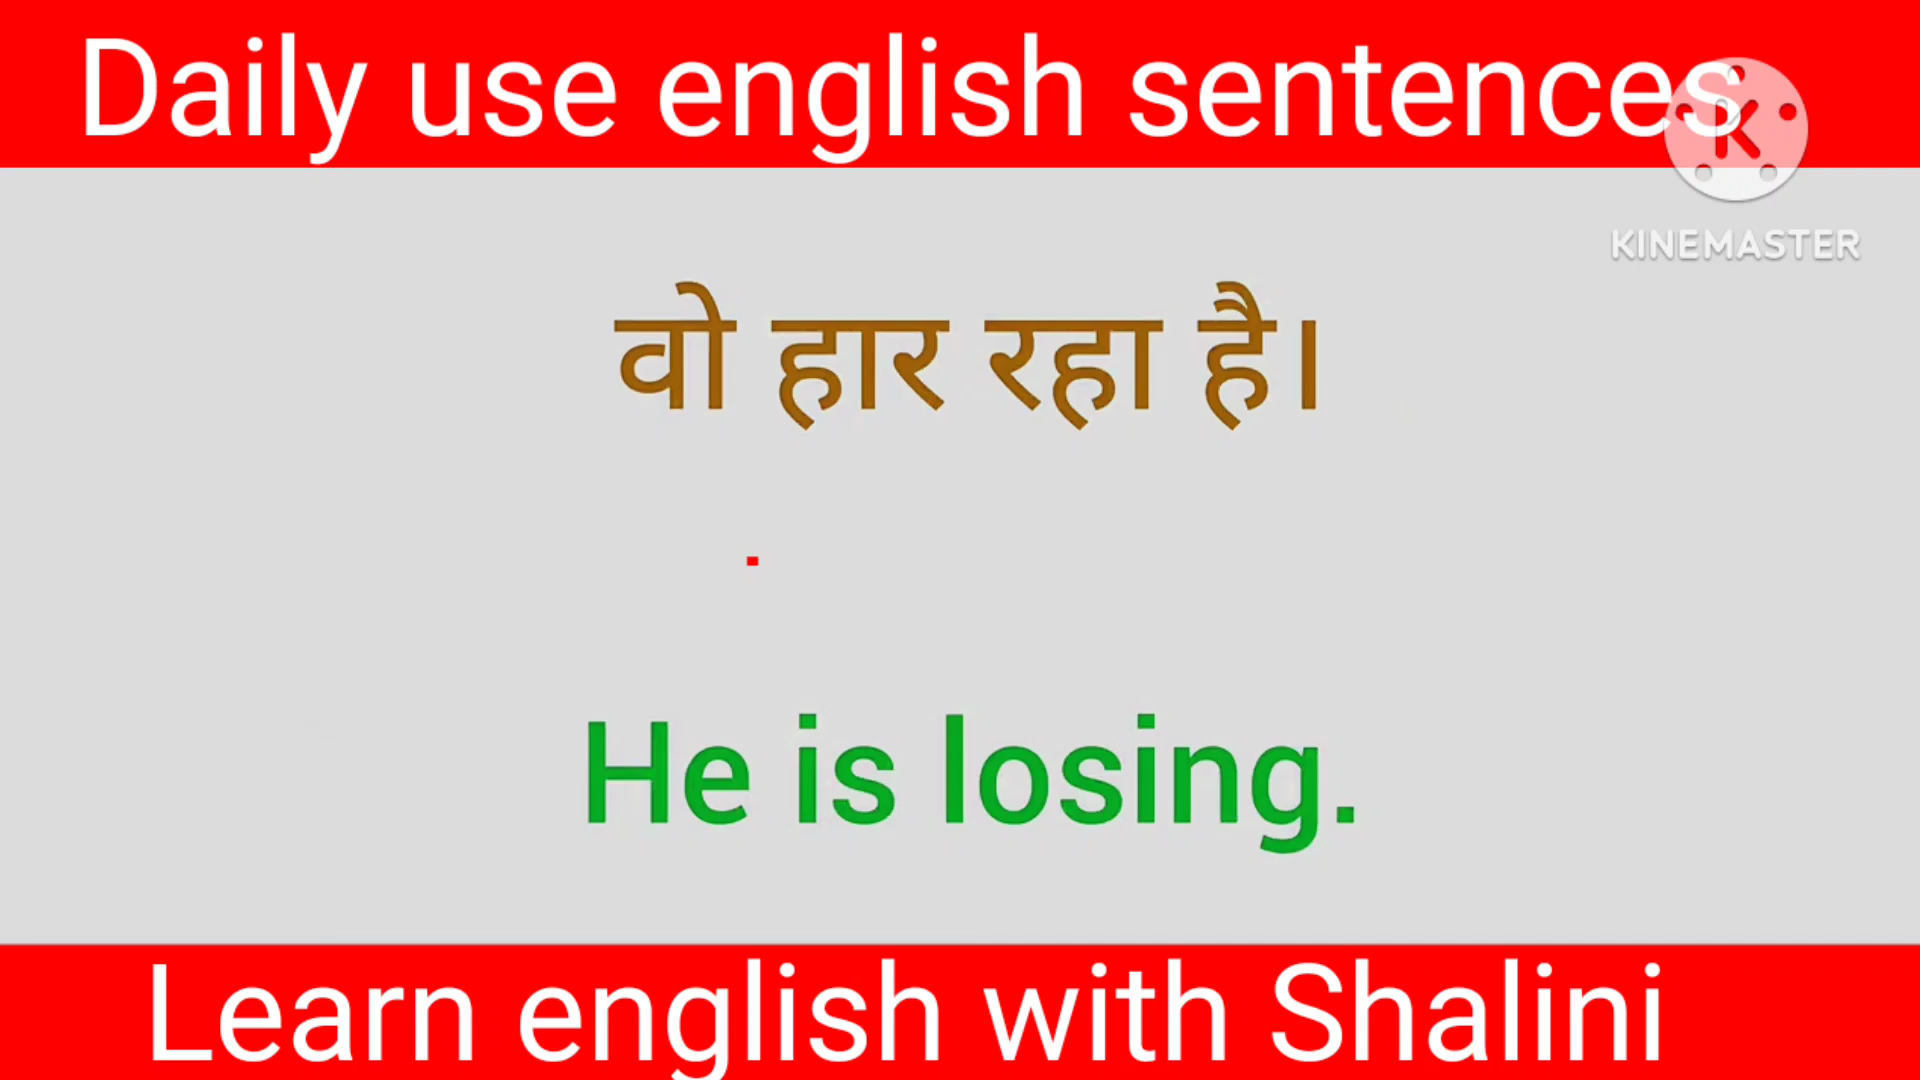 Daily use english sentences
K
KINEMASTER
वो हार रहा है।
He is losing.
Learn english with Shalini